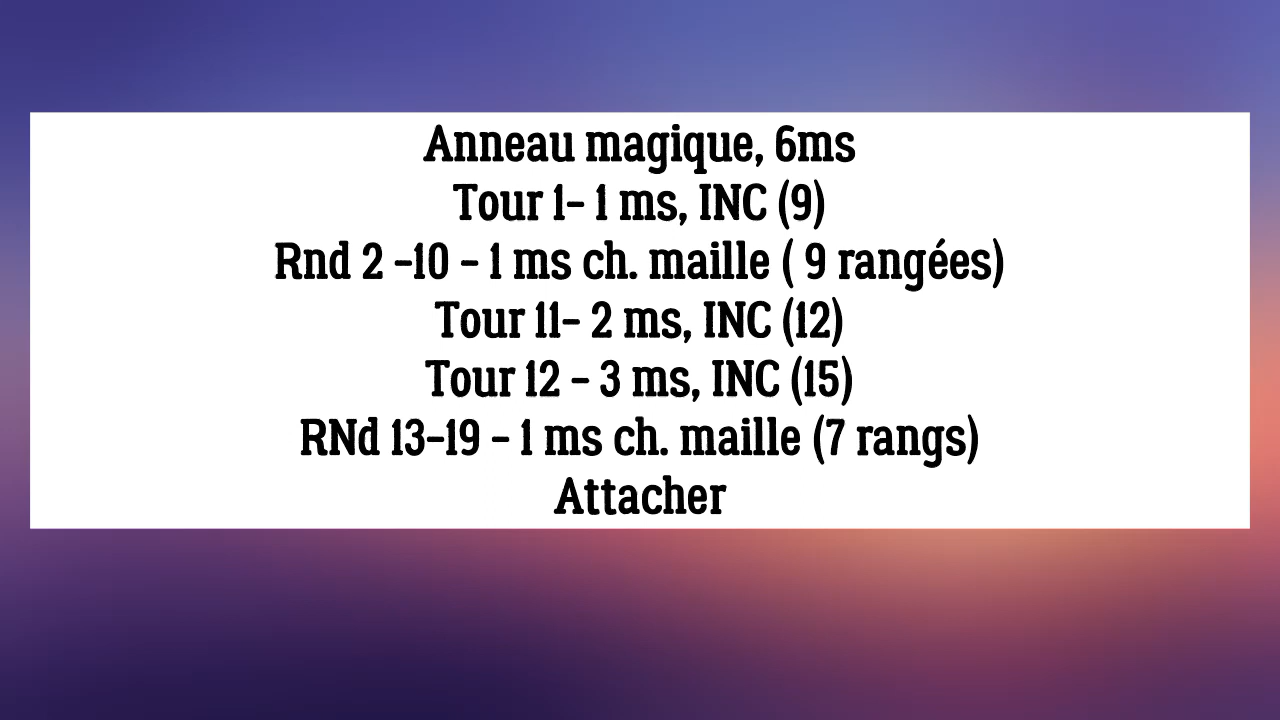 Anneau magique, 6ms
Tour 1- 1 ms, INC (9)
Rnd 2 -10 - 1 ms ch. maille ( 9 rangées)
Tour 11- 2 ms, INC (12)
Tour 12 - 3 ms, INC (15)
RNd 13-19 - 1 ms ch. maille (7 rangs)
Attacher